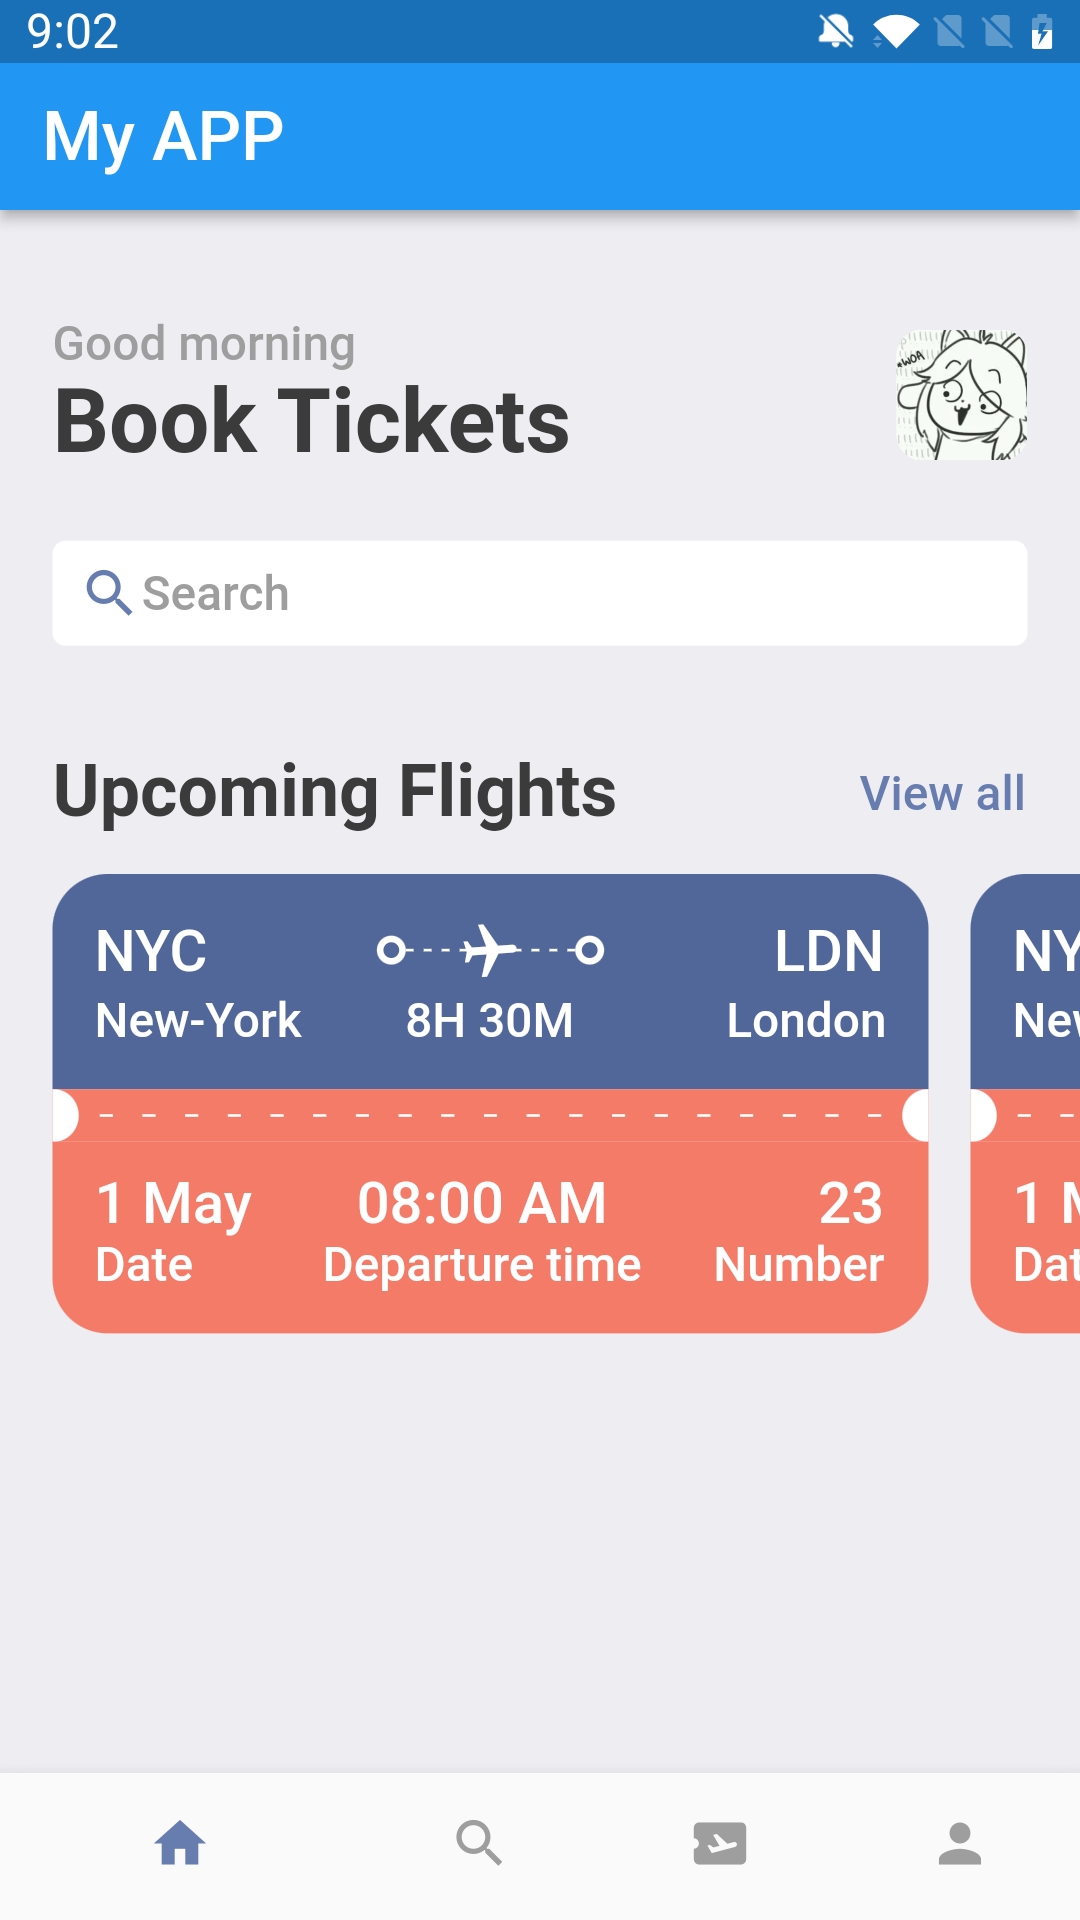 9:02
My APP
Good morning
Book Tickets
*WOA
Search
Upcoming Flights View all
NYC LDN NY
New-York 8H 30M London New
1 May 08:00 AM 23 1 M
Date Departure time Number Dat